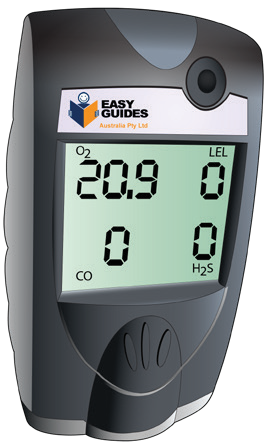 EASY
GUIDES
Australia Pty Ltd
O2 LEL
20.9 0
0 0
CO H2S